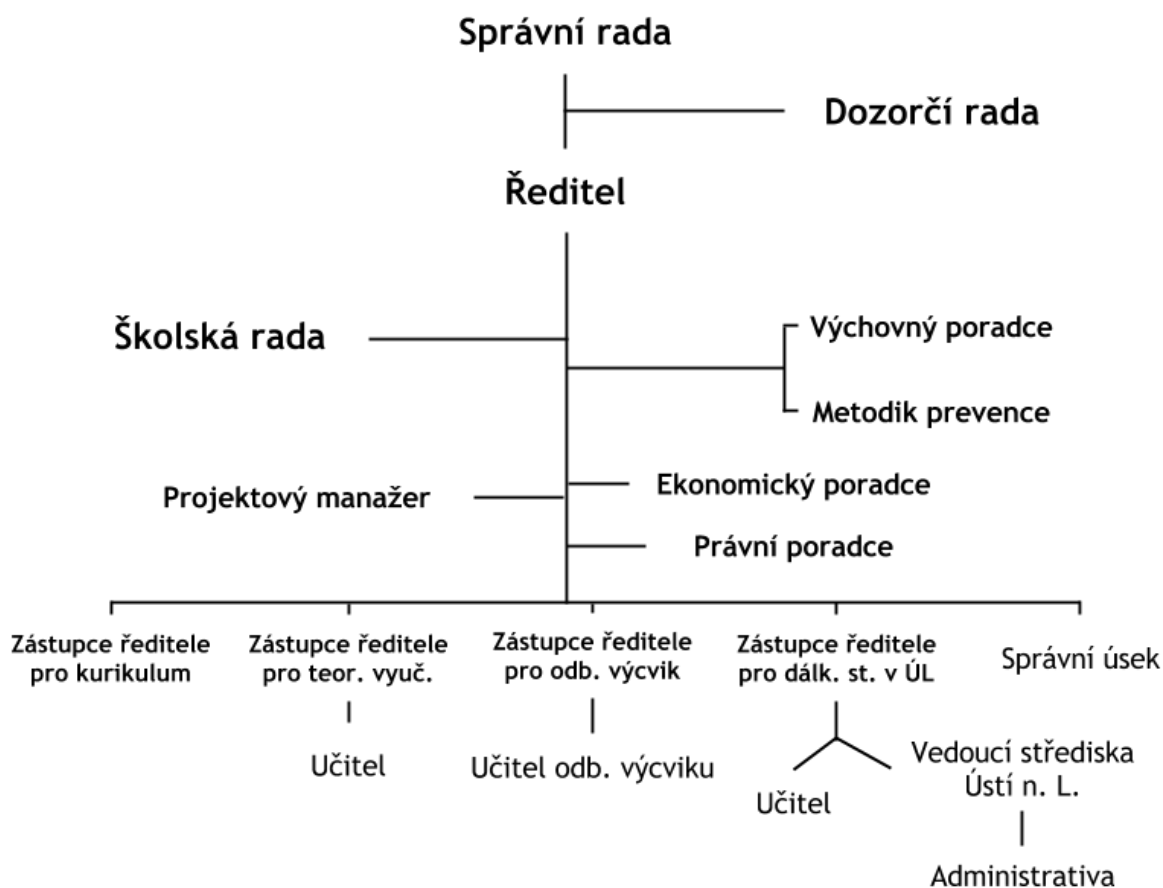 Správní rada
Dozorčí rada
Ředitel
Školská rada
Výchovný poradce
Metodik prevence
Projektový manažer
Ekonomický poradce
Právní poradce
Zástupce ředitele
pro kurikulum
Zástupce ředitele
pro teor. vyuč.
Zástupce ředitele
pro odb. výcvik
Zástupce ředitele
pro dálk. st. v ÚL
Správní úsek
Učitel
Učitel odb. výcviku
Učitel
Vedoucí střediska
Ústí n. L.
Administrativa